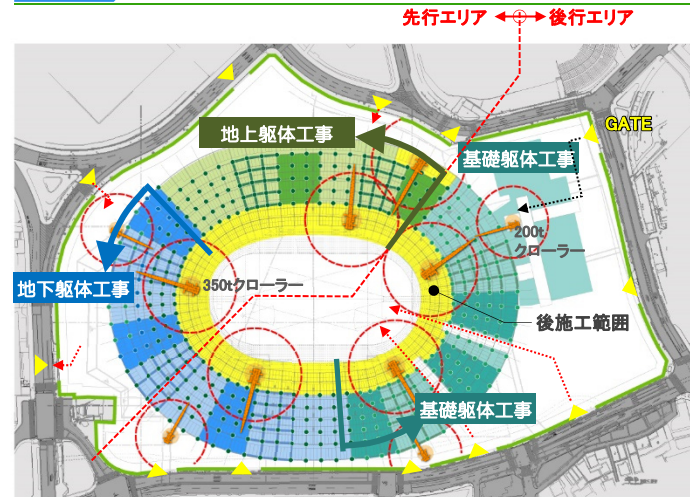 先行エリア
後行エリア
GATE
地上躯体工事
基礎躯体工事
200t
クローラー
地下躯体工事
350tクローラー
後施工範囲
基礎躯体工事